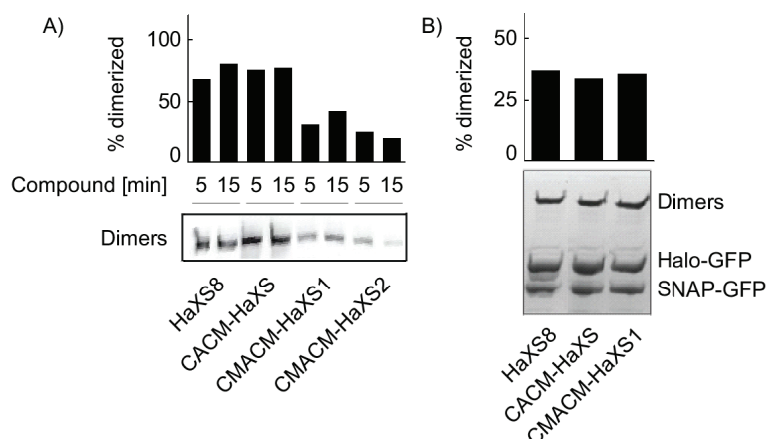 A)
% dimerized
100
50
0
Compound [min] 5 15 5 15 5 15 5 15
Dimers
HaXS8
CACM-HaXS
CMACM-HaXS1
CMACM-HaXS2
B)
% dimerized
50
25
0
Dimers
Halo-GFP
SNAP-GFP
HaXS8
CACM-HaXS
CMACM-HaXS1